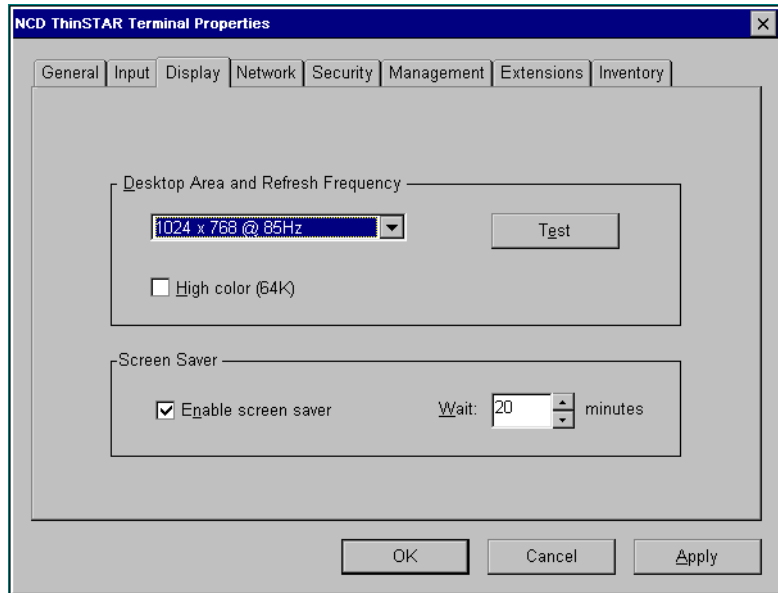 NCD ThinSTAR Terminal Properties
General Input Display Network Security Management Extensions Inventory
Desktop Area and Refresh Frequency
1024 x 768 @ 85Hz
Test
High color (64K)
Screen Saver
Enable screen saver Wait: 20 minutes
OK Cancel Apply